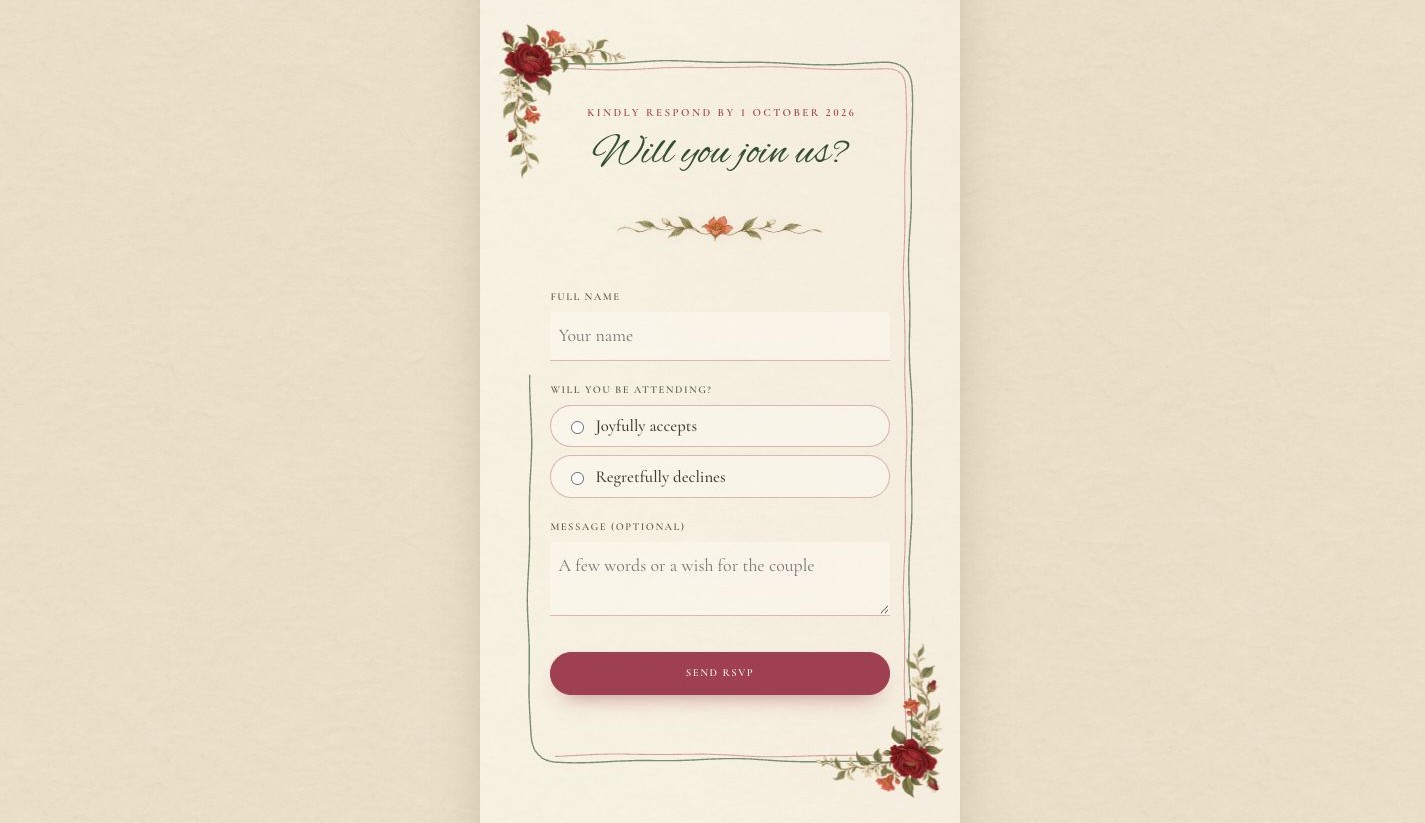 KINDLY RESPOND BY 1 OCTOBER 2026
Will you join us?
FULL NAME
Your name
WILL YOU BE ATTENDING?
Joyfully accepts
Regretfully declines
MESSAGE (OPTIONAL)
A few words or a wish for the couple
SEND RSVP